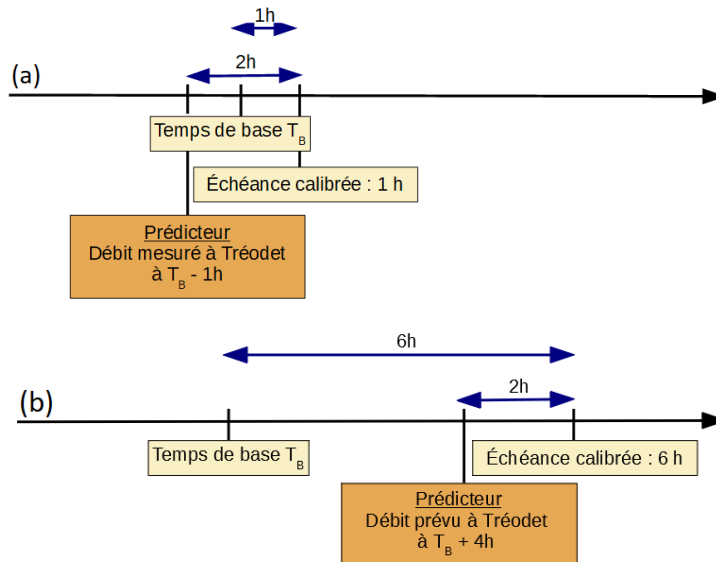 1h
2h
(a)
Temps de base T_B
Échéance calibrée : 1 h
Prédicteur
Débit mesuré à Tréodet
à T_B - 1h
6h
2h
(b)
Temps de base T_B
Échéance calibrée : 6 h
Prédicteur
Débit prévu à Tréodet
à T_B + 4h